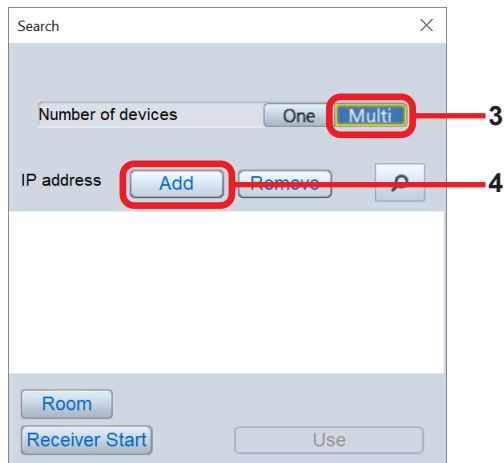 Search
Number of devices One Multi 3
IP address Add Remove 4
Room
Receiver Start Use